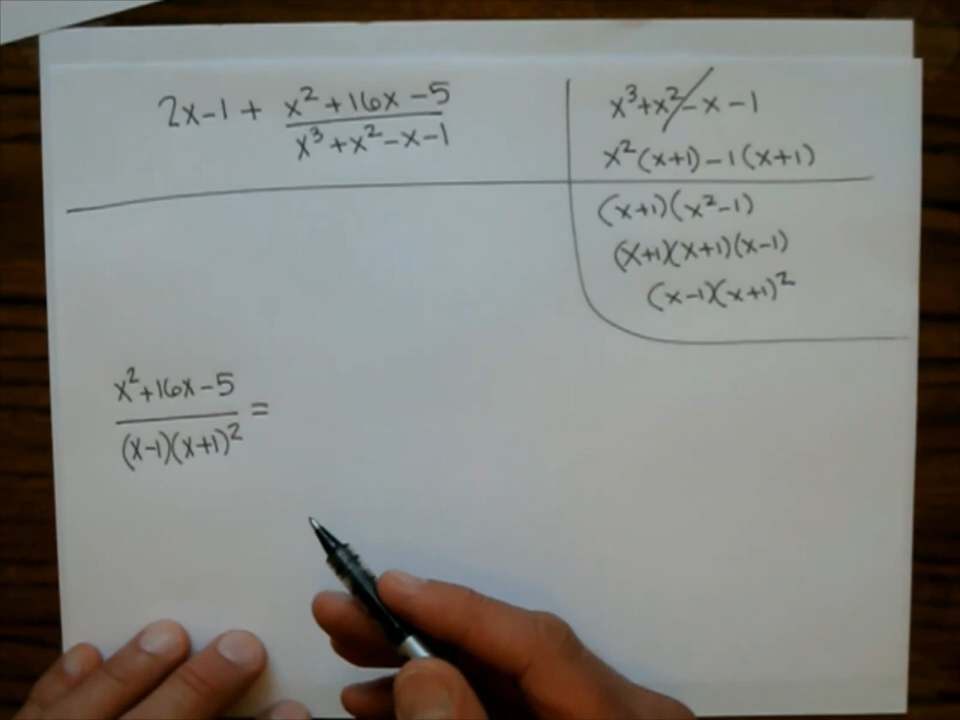 2x-1 + x²+16x-5 / x³+x²-x-1
x³+x²-x-1
x²(x+1)-1(x+1)
(x+1)(x²-1)
(x+1)(x+1)(x-1)
(x-1)(x+1)²
x²+16x-5 / (x-1)(x+1)² =